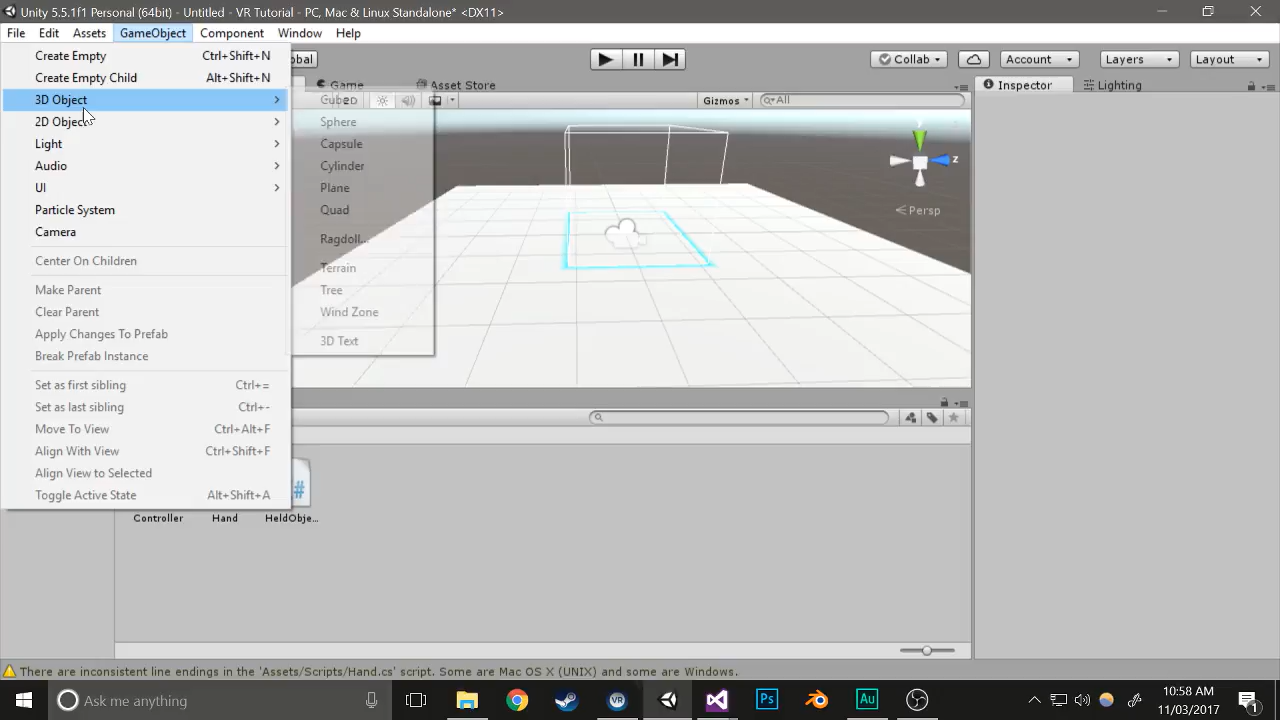 Unity 5.5.1f1 Personal (64bit) - Untitled - VR Tutorial - PC, Mac & Linux Standalone* <DX11>
File Edit Assets GameObject Component Window Help
Collab Account Layers Layout
Game Asset Store Inspector Lighting
Gizmos All
Create Empty Ctrl+Shift+N
Create Empty Child Alt+Shift+N
3D Object
2D Object
Light
Audio
UI
Particle System
Camera
Center On Children
Make Parent
Clear Parent
Apply Changes To Prefab
Break Prefab Instance
Set as first sibling Ctrl+=
Set as last sibling Ctrl+-
Move To View Ctrl+Alt+F
Align With View Ctrl+Shift+F
Align View to Selected
Toggle Active State Alt+Shift+A
Cube
Sphere
Capsule
Cylinder
Plane
Quad
Ragdoll...
Terrain
Tree
Wind Zone
3D Text
y
z
Persp
Controller Hand HeldObje...
There are inconsistent line endings in the 'Assets/Scripts/Hand.cs' script. Some are Mac OS X (UNIX) and some are Windows.
Ask me anything
VR
Ps
Au
10:58 AM
11/03/2017
1